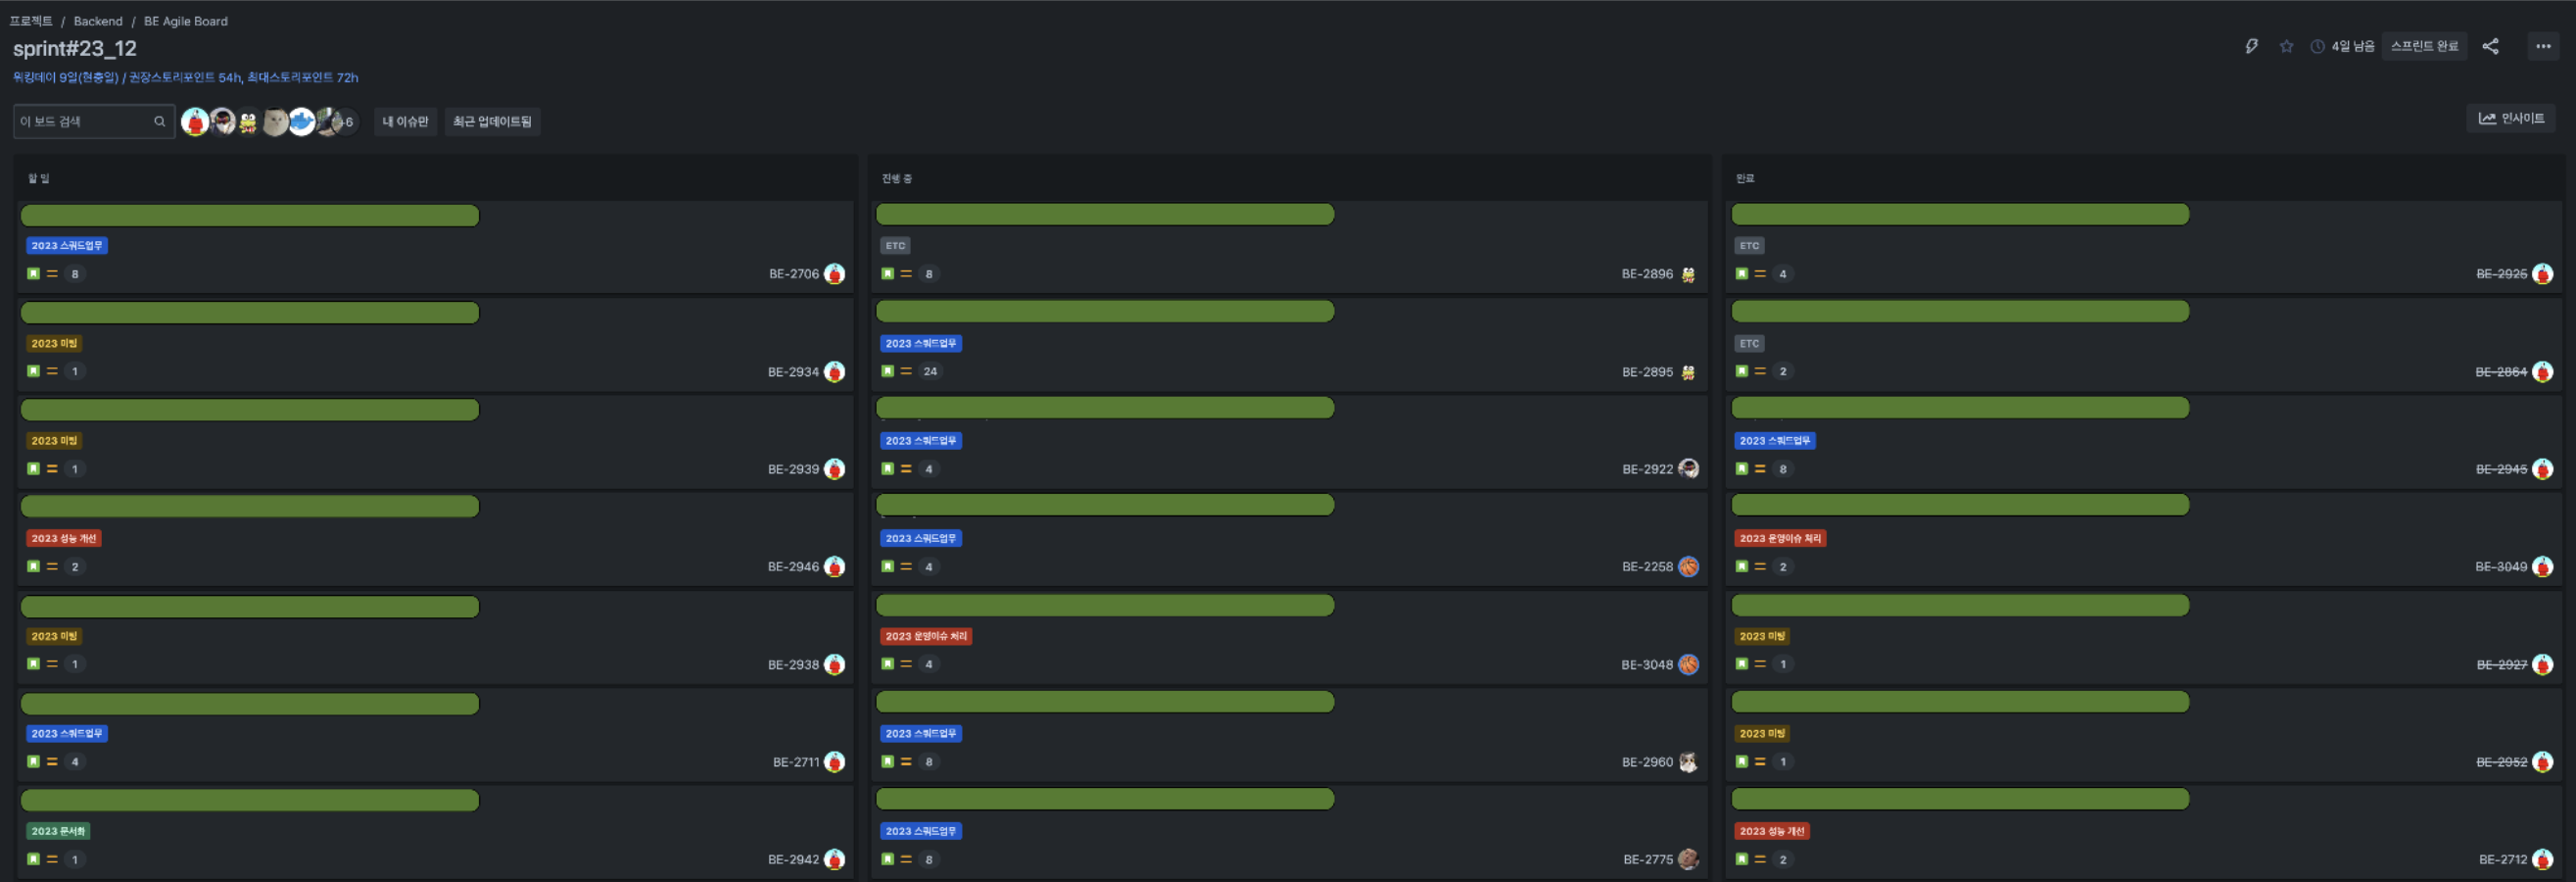 프로젝트 / Backend / BE Agile Board
sprint#23_12
워킹데이 9일(현충일) / 권장스토리포인트 54h, 최대스토리포인트 72h
4일 남음
스프린트 완료
이 보드 검색
+6
내 이슈만
최근 업데이트됨
인사이트
할 일
2023 스쿼드업무
8
BE-2706
2023 미팅
1
BE-2934
2023 미팅
1
BE-2939
2023 성능 개선
2
BE-2946
2023 미팅
1
BE-2938
2023 스쿼드업무
4
BE-2711
2023 문서화
1
BE-2942
진행 중
ETC
8
BE-2896
2023 스쿼드업무
24
BE-2895
2023 스쿼드업무
4
BE-2922
2023 스쿼드업무
4
BE-2258
2023 운영이슈 처리
4
BE-3048
2023 스쿼드업무
8
BE-2960
2023 스쿼드업무
8
BE-2775
완료
ETC
4
BE-2925
ETC
2
BE-2864
2023 스쿼드업무
8
BE-2945
2023 운영이슈 처리
2
BE-3049
2023 미팅
1
BE-2927
2023 미팅
1
BE-2952
2023 성능 개선
2
BE-2712